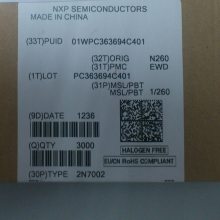 NXP SEMICONDUCTORS
MADE IN CHINA
(33T)PUID 01WPC363694C401
(32T)ORIG N260
(31T)PMC EWD
(1T)LOT PC363694C401
(31P)MSL/PBT
MSL/PBT 1/260
(9D)DATE 1236
(Q)QTY 3000
HALOGEN FREE
EU/CN RoHS COMPLIANT
(30P)TYPE 2N7002